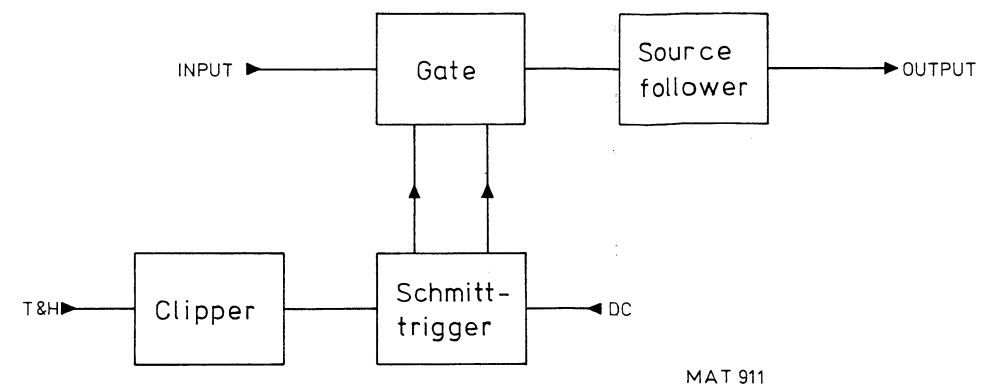 INPUT
Gate
Source
follower
OUTPUT
T&H
Clipper
Schmitt-
trigger
DC
MAT 911